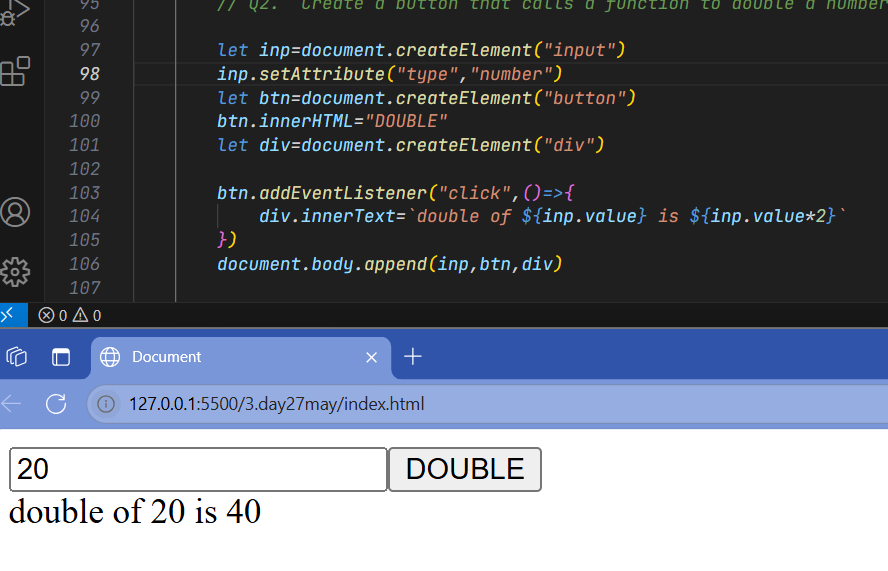 95 // Q2. Create a button that calls a function to double a number
96
97 let inp=document.createElement("input")
98 inp.setAttribute("type","number")
99 let btn=document.createElement("button")
100 btn.innerHTML="DOUBLE"
101 let div=document.createElement("div")
102
103 btn.addEventListener("click",()=>{
104 div.innerText=`double of ${inp.value} is ${inp.value*2}`
105 })
106 document.body.append(inp,btn,div)
107
0 0
Document
127.0.0.1:5500/3.day27may/index.html
20 DOUBLE
double of 20 is 40